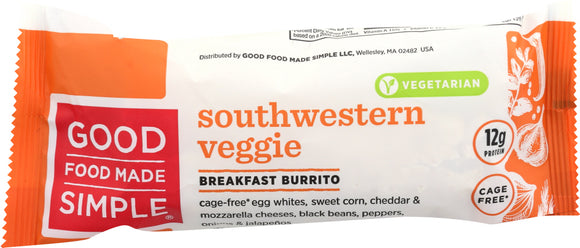 Distributed by GOOD FOOD MADE SIMPLE LLC, Wellesley, MA 02482 USA
VEGETARIAN
GOOD
FOOD MADE
SIMPLE®
southwestern
veggie
BREAKFAST BURRITO
cage-free* egg whites, sweet corn, cheddar &
mozzarella cheeses, black beans, peppers,
onions & jalapeños
12g
PROTEIN
CAGE
FREE*